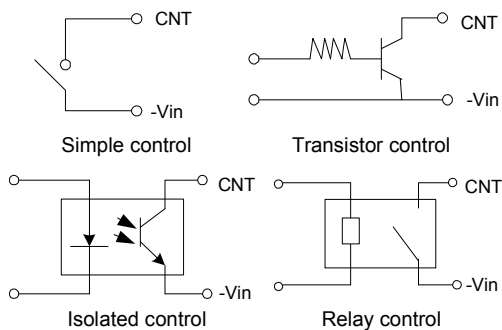 CNT
-Vin
Simple control
CNT
-Vin
Transistor control
CNT
-Vin
Isolated control
CNT
-Vin
Relay control